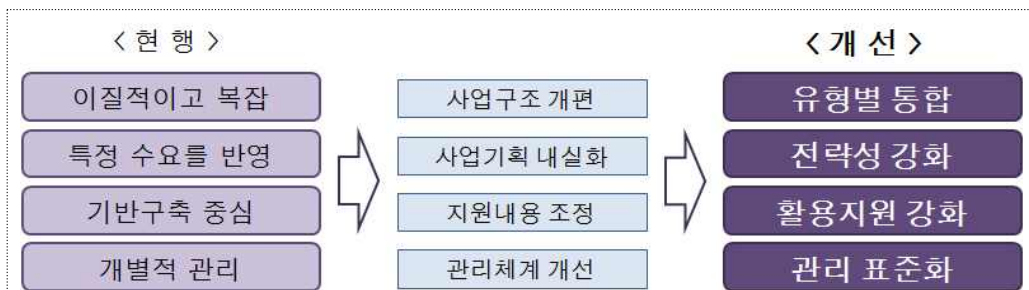 < 현 행 >
< 개 선 >
이질적이고 복잡
사업구조 개편
유형별 통합
특정 수요를 반영
사업기획 내실화
전략성 강화
기반구축 중심
지원내용 조정
활용지원 강화
개별적 관리
관리체계 개선
관리 표준화